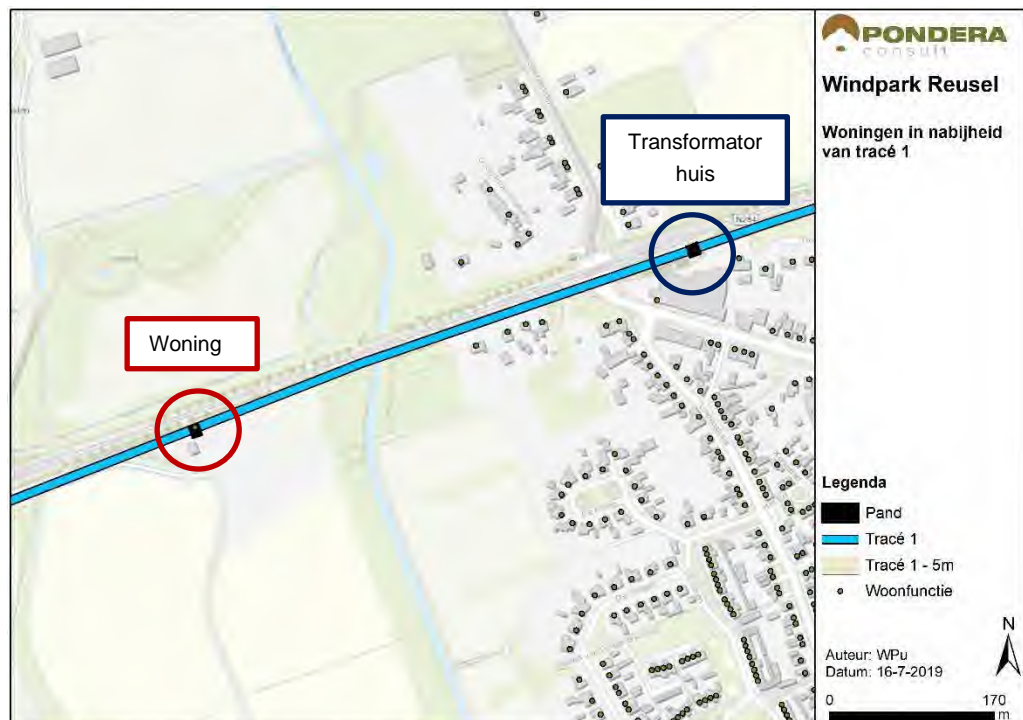 PONDERA
consult
Windpark Reusel
Woningen in nabijheid
van tracé 1
Transformator
huis
Woning
Legenda
Pand
Tracé 1
Tracé 1 - 5m
Woonfunctie
N
Auteur: WPu
Datum: 16-7-2019
0 170
m